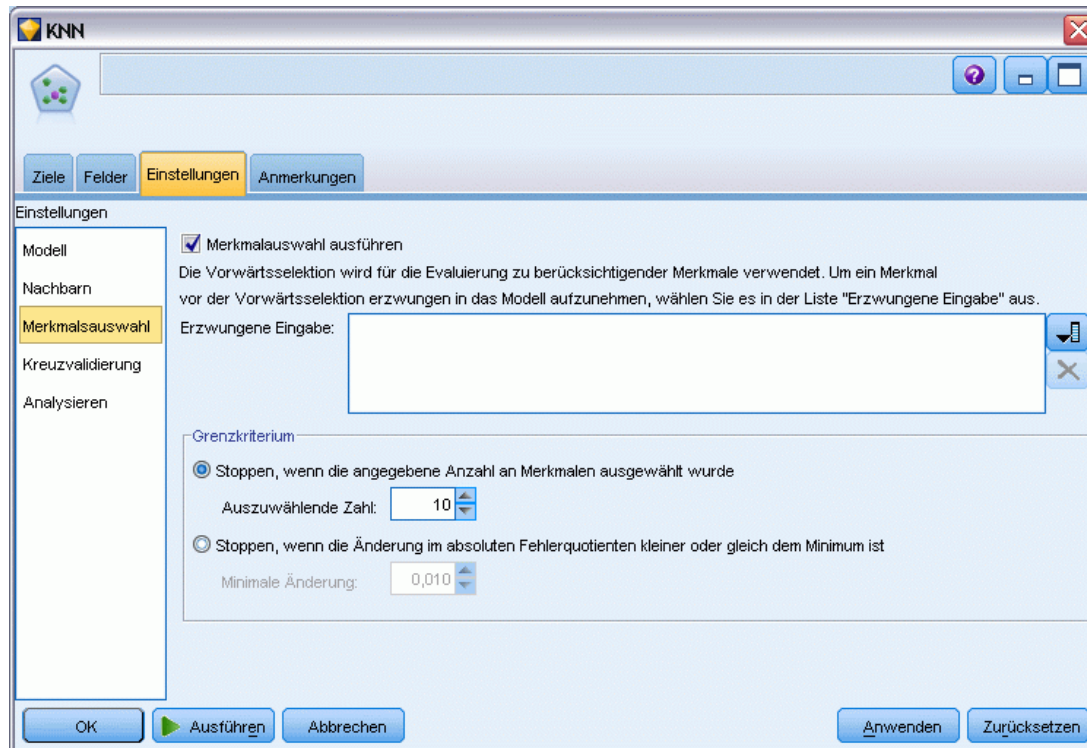 KNN
Ziele
Felder
Einstellungen
Anmerkungen
Einstellungen
Modell
Nachbarn
Merkmalsauswahl
Kreuzvalidierung
Analysieren
Merkmalauswahl ausführen
Die Vorwärtsselektion wird für die Evaluierung zu berücksichtigender Merkmale verwendet. Um ein Merkmal
vor der Vorwärtsselektion erzwungen in das Modell aufzunehmen, wählen Sie es in der Liste "Erzwungene Eingabe" aus.
Erzwungene Eingabe:
Grenzkriterium
Stoppen, wenn die angegebene Anzahl an Merkmalen ausgewählt wurde
Auszuwählende Zahl: 10
Stoppen, wenn die Änderung im absoluten Fehlerquotienten kleiner oder gleich dem Minimum ist
Minimale Änderung: 0,010
OK
Ausführen
Abbrechen
Anwenden
Zurücksetzen